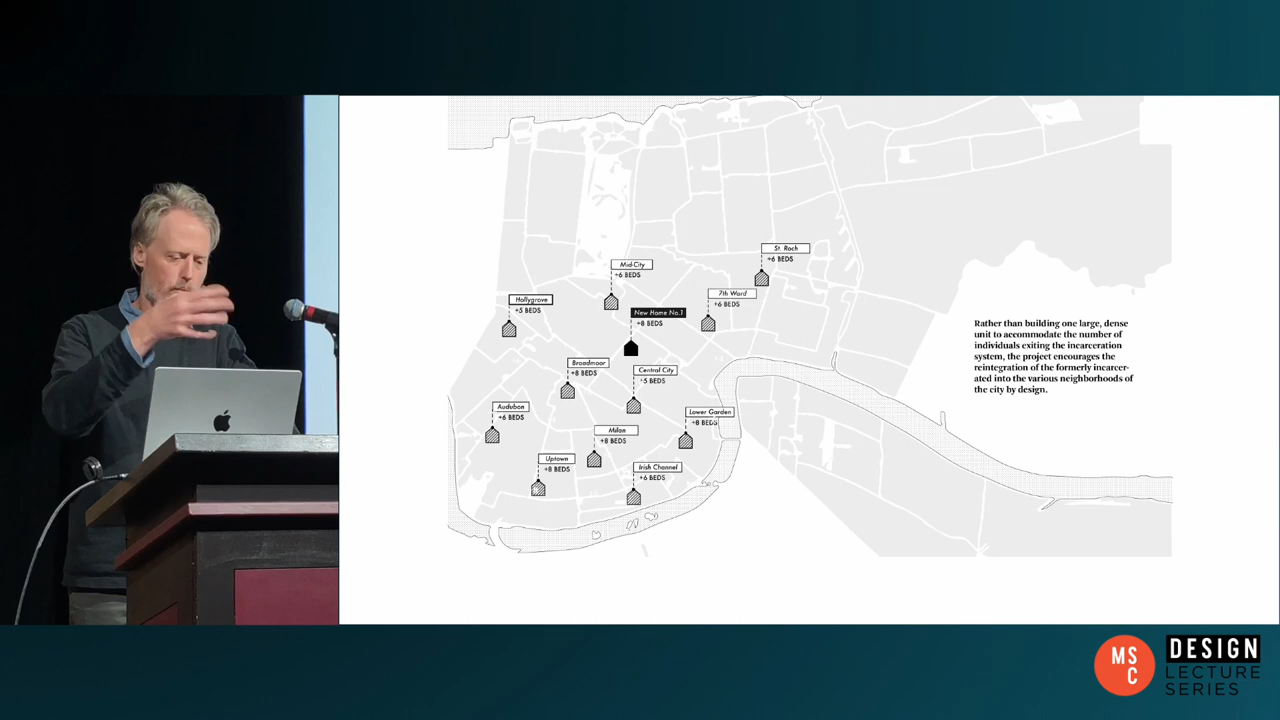 St. Roch
+6 BEDS
Mid-City
+6 BEDS
7th Ward
+6 BEDS
Hollygrove
+5 BEDS
New Home No.1
+8 BEDS
Broadmoor
+8 BEDS
Central City
+5 BEDS
Audubon
+6 BEDS
Lower Garden
+8 BEDS
Milan
+8 BEDS
Uptown
+8 BEDS
Irish Channel
+6 BEDS
Rather than building one large, dense
unit to accommodate the number of
individuals exiting the incarceration
system, the project encourages the
reintegration of the formerly incarcer-
ated into the various neighborhoods of
the city by design.
MS
C
DESIGN
LECTURE
SERIES